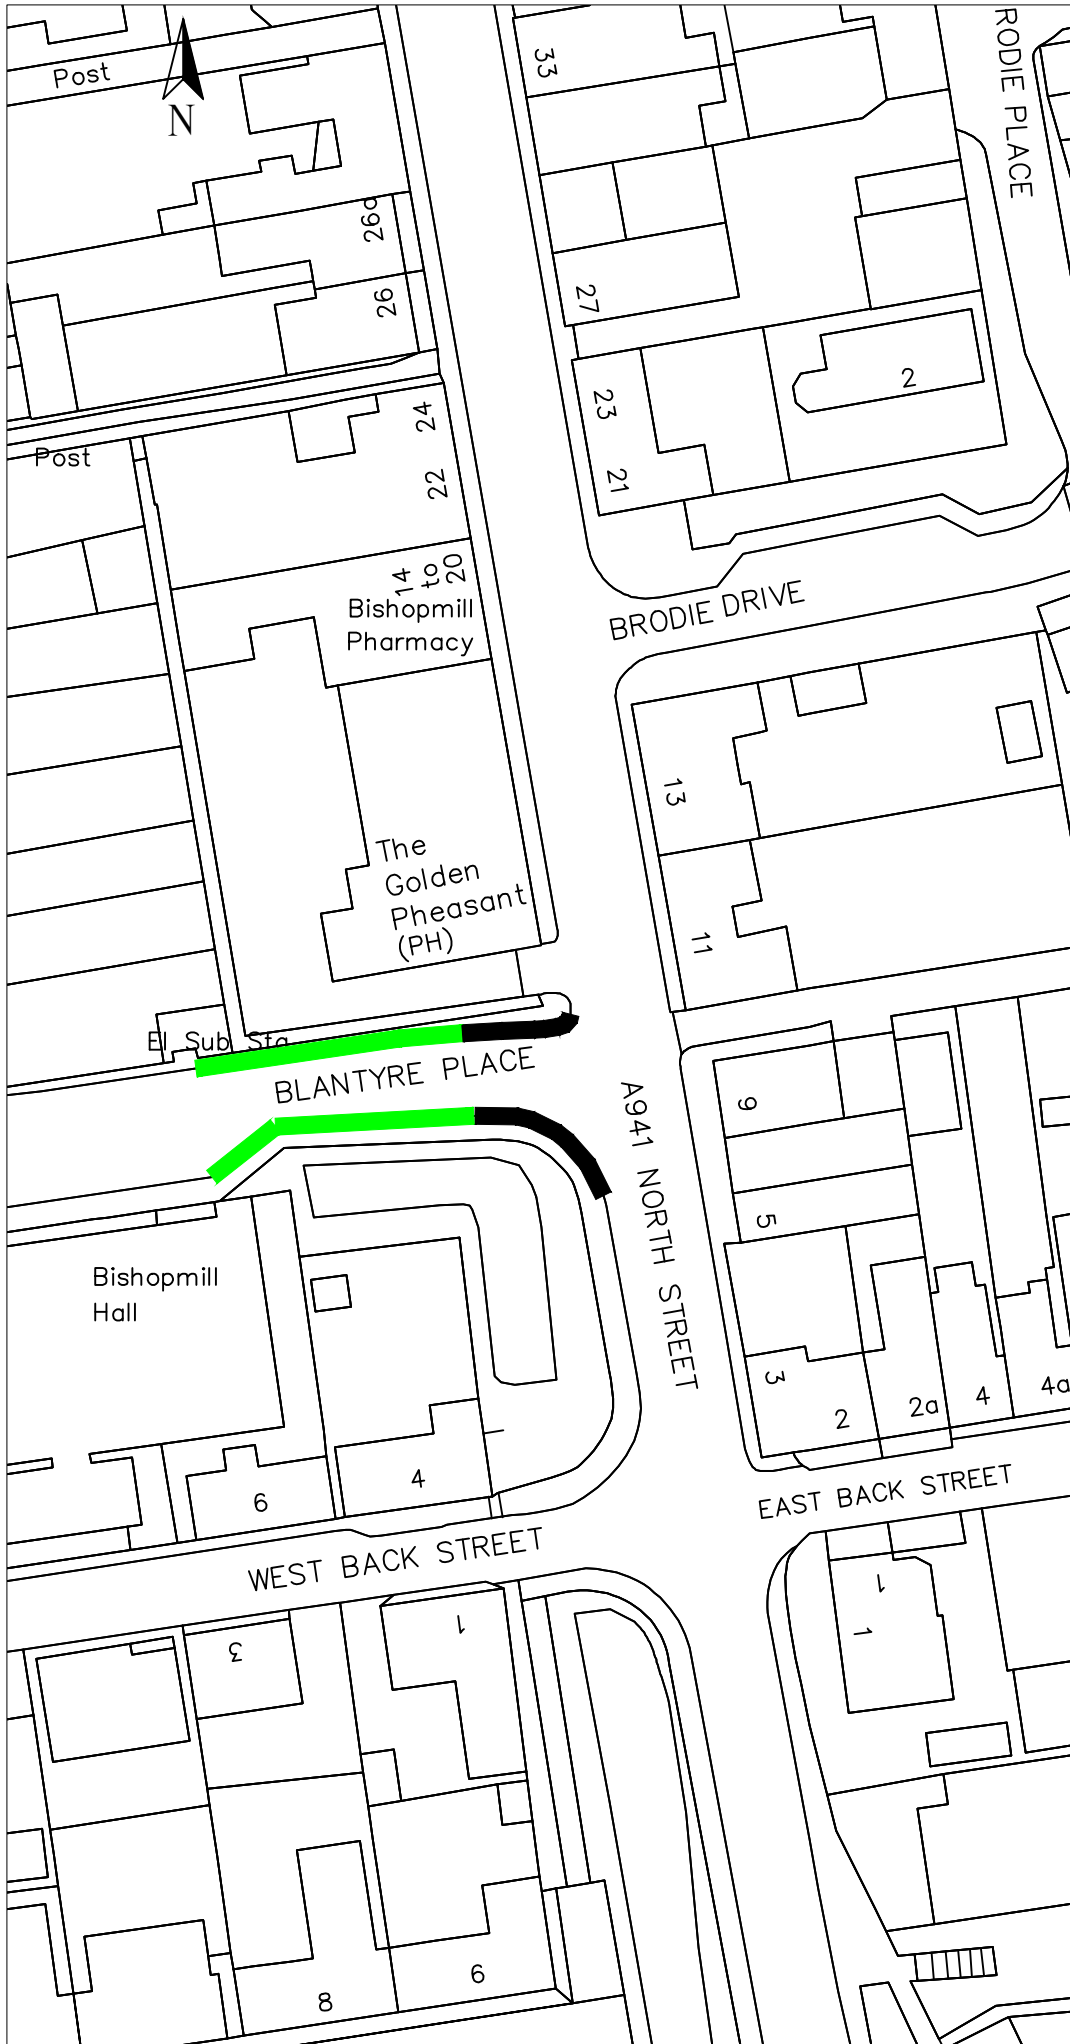 Post
N
33
RODIE PLACE
26a
26
27
2
24
23
Post
22
21
14
to
20
Bishopmill
Pharmacy
BRODIE DRIVE
13
The
Golden
Pheasant
(PH)
11
El Sub Sta
BLANTYRE PLACE
9
A941 NORTH STREET
5
Bishopmill
Hall
3
2
2a
4
4a
4
6
EAST BACK STREET
WEST BACK STREET
1
1
1
3
6
8